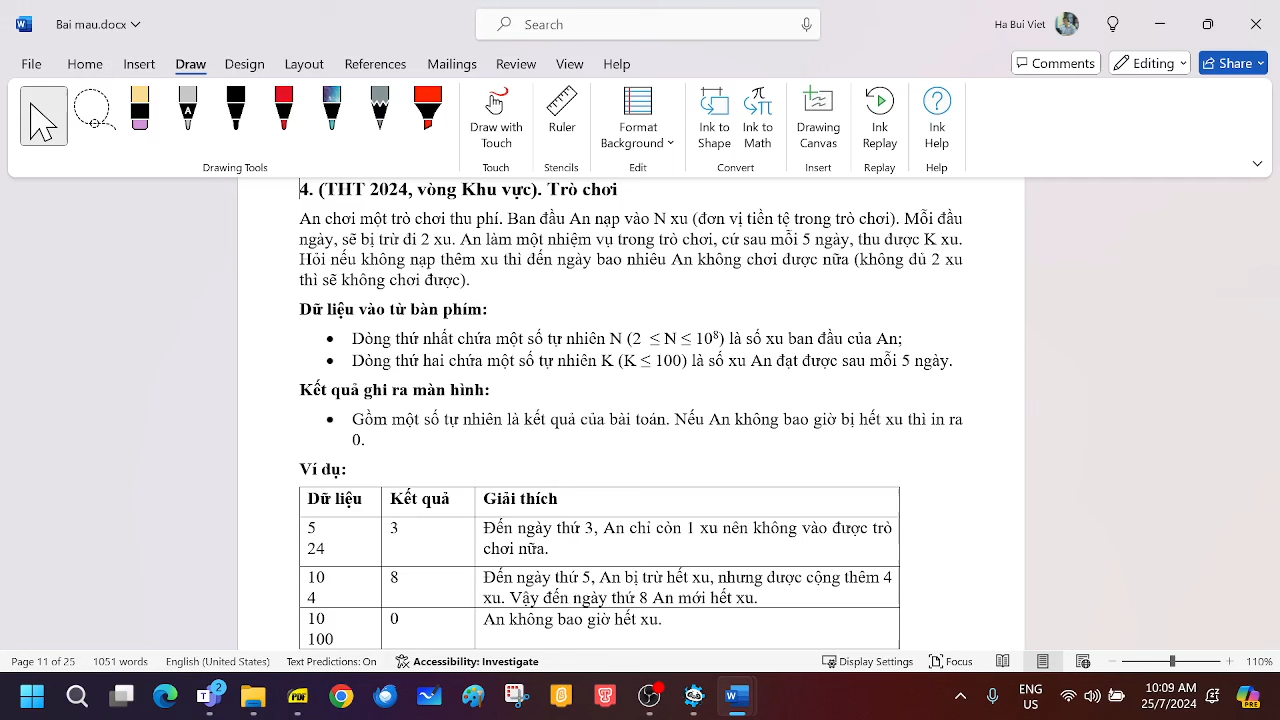 Bai mau.docx
Search
Ha Bui Viet
File Home Insert Draw Design Layout References Mailings Review View Help
Comments Editing Share
A
Draw with Touch
Ruler
Format Background
Ink to Shape
Ink to Math
Drawing Canvas
Ink Replay
Ink Help
Drawing Tools Touch Stencils Edit Convert Insert Replay Help
4. (THT 2024, vòng Khu vực). Trò chơi
An chơi một trò chơi thu phí. Ban đầu An nạp vào N xu (đơn vị tiền tệ trong trò chơi). Mỗi đầu
ngày, sẽ bị trừ đi 2 xu. An làm một nhiệm vụ trong trò chơi, cứ sau mỗi 5 ngày, thu được K xu.
Hỏi nếu không nạp thêm xu thì đến ngày bao nhiêu An không chơi được nữa (không đủ 2 xu
thì sẽ không chơi được).
Dữ liệu vào từ bàn phím:
• Dòng thứ nhất chứa một số tự nhiên N (2 ≤ N ≤ 10⁸) là số xu ban đầu của An;
• Dòng thứ hai chứa một số tự nhiên K (K ≤ 100) là số xu An đạt được sau mỗi 5 ngày.
Kết quả ghi ra màn hình:
• Gồm một số tự nhiên là kết quả của bài toán. Nếu An không bao giờ bị hết xu thì in ra
0.
Ví dụ:
Dữ liệu Kết quả Giải thích
5 3 Đến ngày thứ 3, An chỉ còn 1 xu nên không vào được trò
24 chơi nữa.
10 8 Đến ngày thứ 5, An bị trừ hết xu, nhưng được cộng thêm 4
4 xu. Vậy đến ngày thứ 8 An mới hết xu.
10 0 An không bao giờ hết xu.
100
Page 11 of 25 1051 words English (United States) Text Predictions: On Accessibility: Investigate Display Settings Focus 110%
2 PDF ENG 10:09 AM PRE
US 25/7/2024